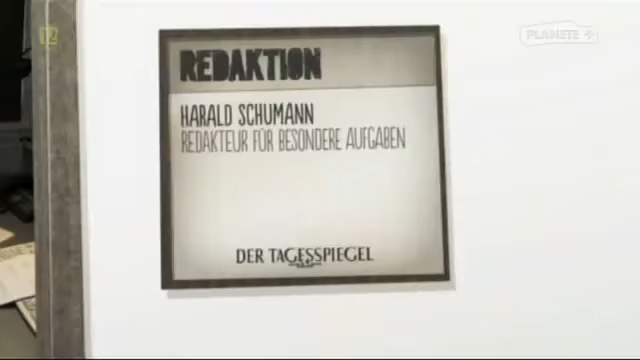 12
PLANETE +
REDAKTION
HARALD SCHUMANN
REDAKTEUR FÜR BESONDERE AUFGABEN
DER TAGESSPIEGEL